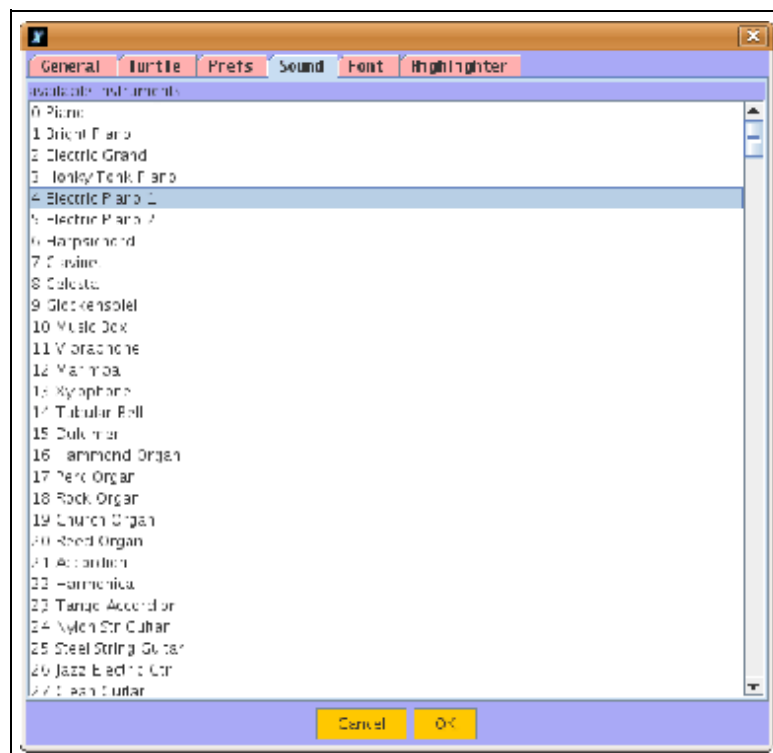 General Turtle Prefs Sound Font Highlighter
available instruments
0 Piano
1 Bright Piano
2 Electric Grand
3 Honky Tonk Piano
4 Electric Piano 1
5 Electric Piano 2
6 Harpsichord
7 Clavinet
8 Celesta
9 Glockenspiel
10 Music Box
11 Vibraphone
12 Marimba
13 Xylophone
14 Tubular Bell
15 Dulcimer
16 Hammond Organ
17 Perc Organ
18 Rock Organ
19 Church Organ
20 Reed Organ
21 Accordion
22 Harmonica
23 Tango Accordion
24 Nylon Str Guitar
25 Steel String Guitar
26 Jazz Electric Gtr
27 Clean Guitar
Cancel OK